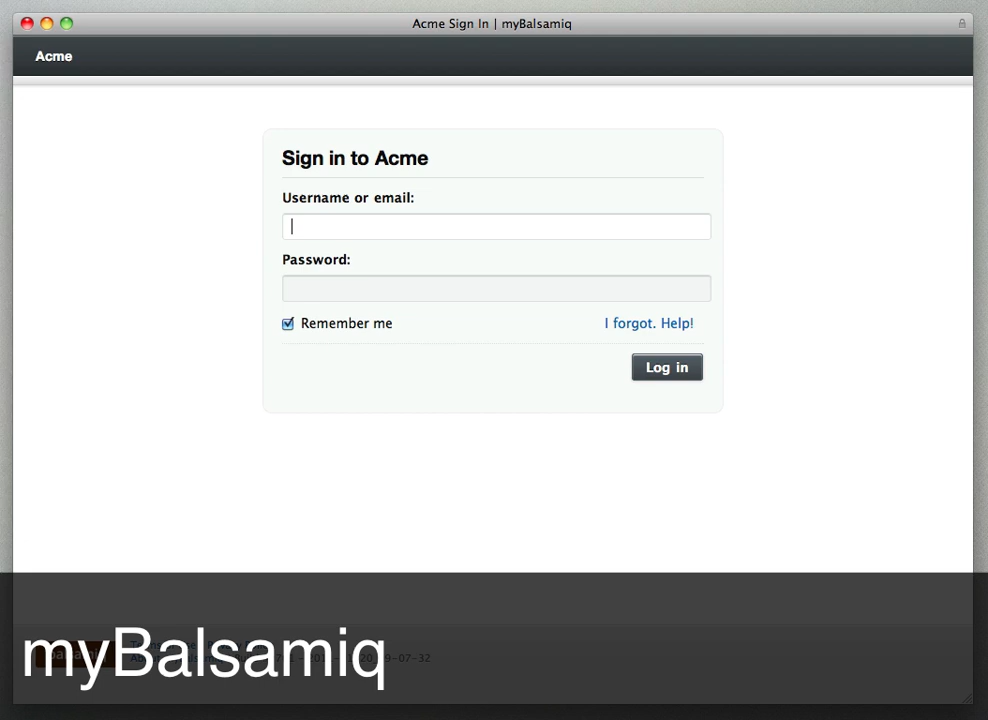 Acme Sign In | myBalsamiq
Acme
Sign in to Acme
Username or email:
Password:
Remember me
I forgot. Help!
Log in
myBalsamiq